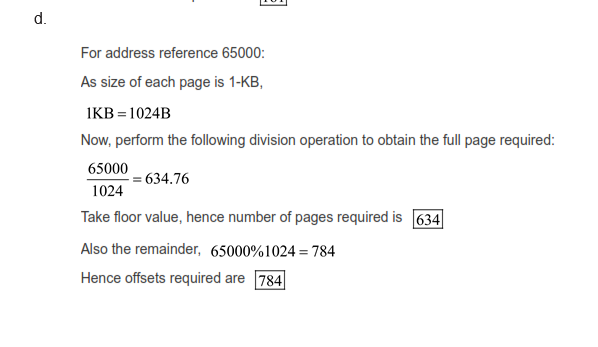 d.
For address reference 65000:
As size of each page is 1-KB,
1KB = 1024B
Now, perform the following division operation to obtain the full page required:
65000
1024
= 634.76
Take floor value, hence number of pages required is 634
Also the remainder, 65000%1024 = 784
Hence offsets required are 784